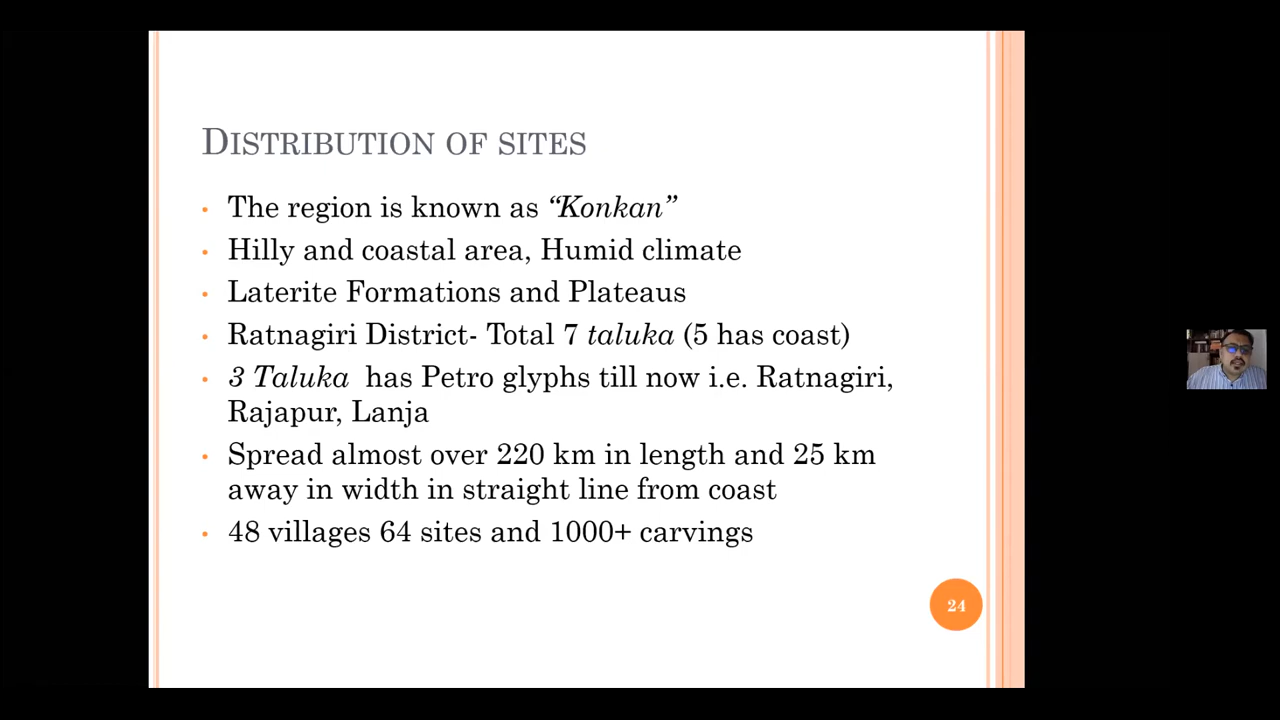 DISTRIBUTION OF SITES
• The region is known as “Konkan”
• Hilly and coastal area, Humid climate
• Laterite Formations and Plateaus
• Ratnagiri District- Total 7 taluka (5 has coast)
• 3 Taluka has Petro glyphs till now i.e. Ratnagiri,
Rajapur, Lanja
• Spread almost over 220 km in length and 25 km
away in width in straight line from coast
• 48 villages 64 sites and 1000+ carvings
24